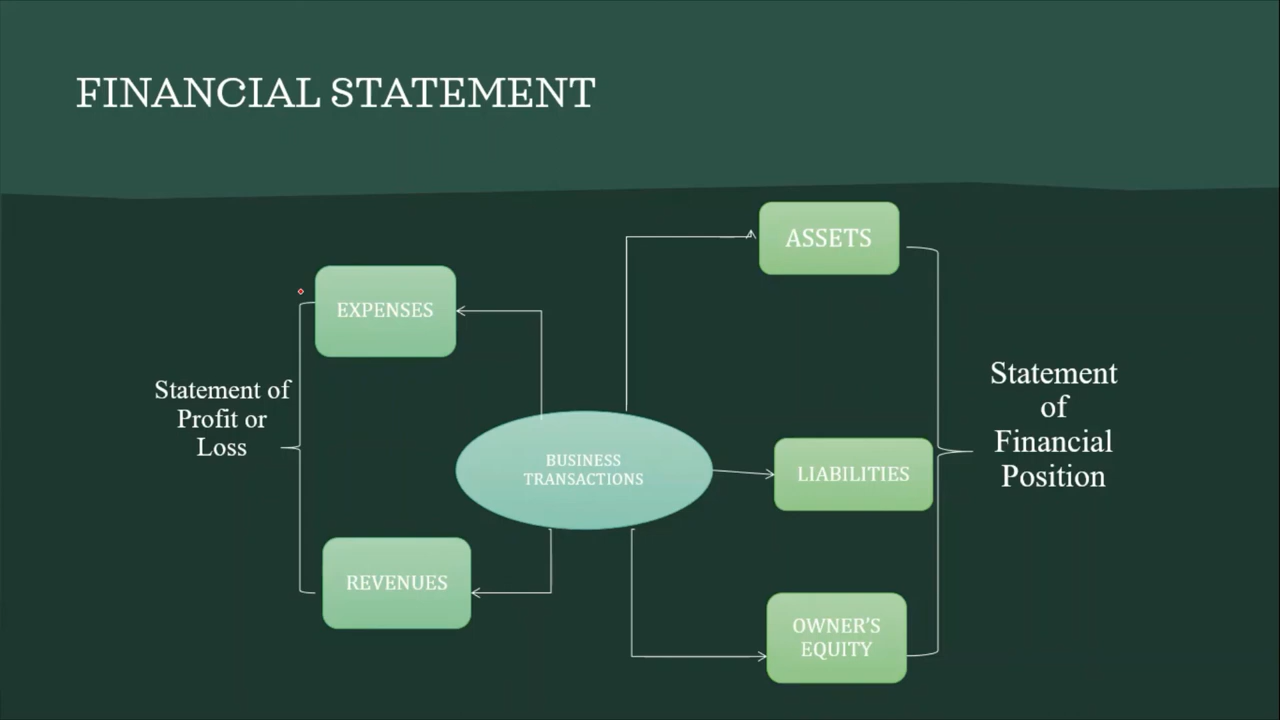 FINANCIAL STATEMENT
ASSETS
EXPENSES
Statement of
Profit or
Loss
BUSINESS
TRANSACTIONS
LIABILITIES
Statement
of
Financial
Position
REVENUES
OWNER'S
EQUITY